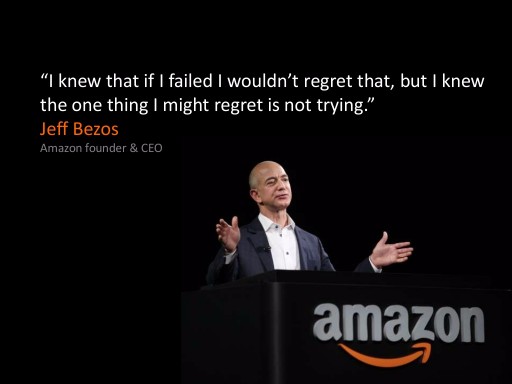 “I knew that if I failed I wouldn’t regret that, but I knew
the one thing I might regret is not trying.”
Jeff Bezos
Amazon founder & CEO
amazon